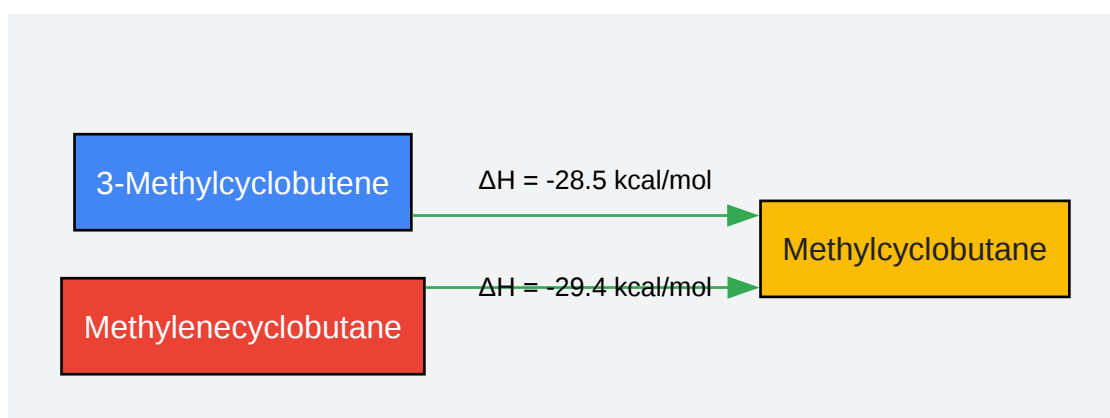 3-Methylcyclobutene
ΔH = -28.5 kcal/mol
Methylcyclobutane
Methylenecyclobutane
ΔH = -29.4 kcal/mol